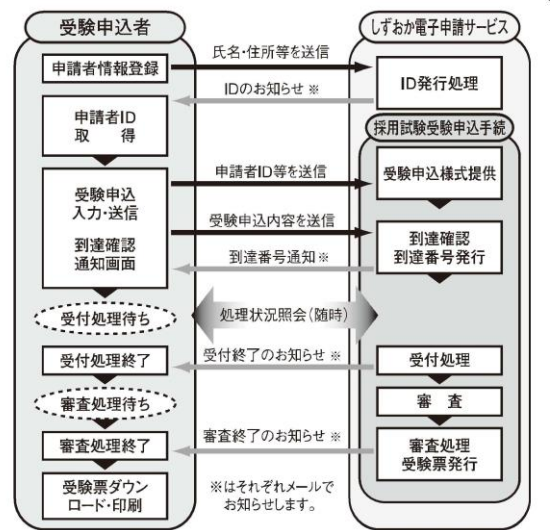 受験申込者
しずおか電子申請サービス
申請者情報登録
氏名・住所等を送信
ID発行処理
IDのお知らせ ※
申請者ID
取　得
採用試験受験申込手続
申請者ID等を送信
受験申込様式提供
受験申込
入力・送信
到達確認
通知画面
受験申込内容を送信
到達確認
到達番号発行
到達番号通知 ※
受付処理待ち
処理状況照会(随時)
受付処理終了
受付終了のお知らせ ※
受付処理
審査処理待ち
審　査
審査処理終了
審査終了のお知らせ ※
審査処理
受験票発行
受験票ダウン
ロード・印刷
※はそれぞれメールで
お知らせします。